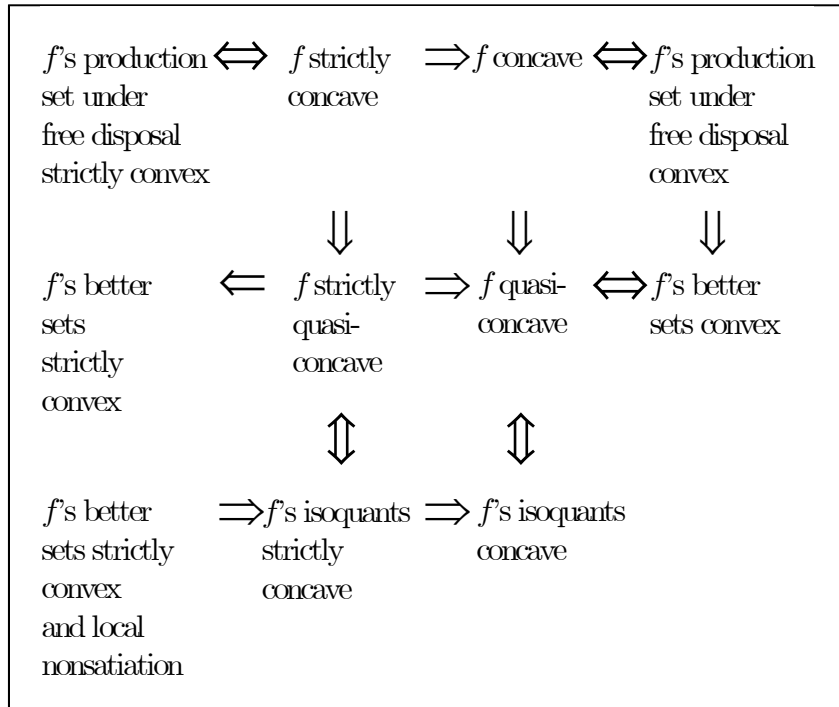 f's production ⇔ f strictly ⇒ f concave ⇔ f's production
set under concave set under
free disposal free disposal
strictly convex convex
⇓ ⇓ ⇓
f's better ⇐ f strictly ⇒ f quasi- ⇔ f's better
sets quasi- concave sets convex
strictly concave
convex
⇕ ⇕
f's better ⇒ f's isoquants ⇒ f's isoquants
sets strictly strictly concave
convex concave
and local
nonsatiation